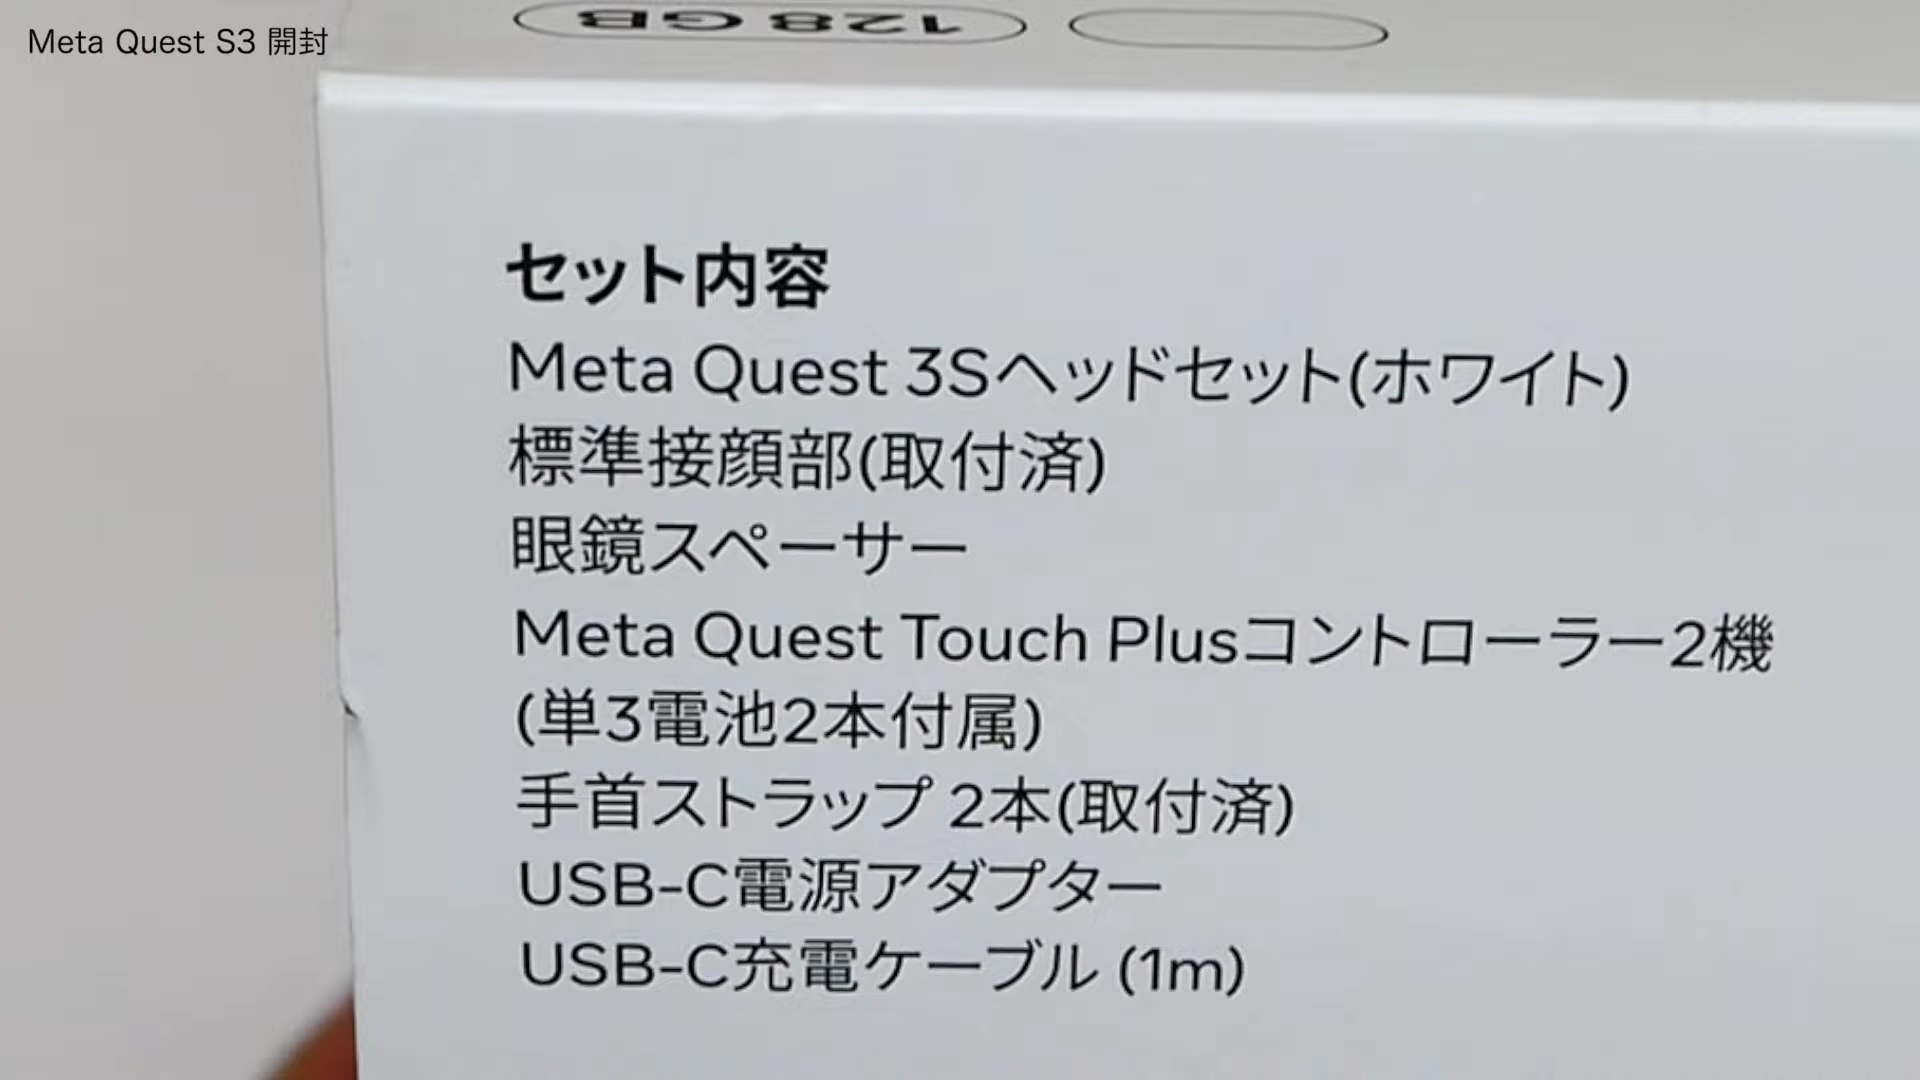 Meta Quest S3 開封
128 GB
セット内容
Meta Quest 3Sヘッドセット(ホワイト)
標準接顔部(取付済)
眼鏡スペーサー
Meta Quest Touch Plusコントローラー2機
(単3電池2本付属)
手首ストラップ 2本(取付済)
USB-C電源アダプター
USB-C充電ケーブル (1m)